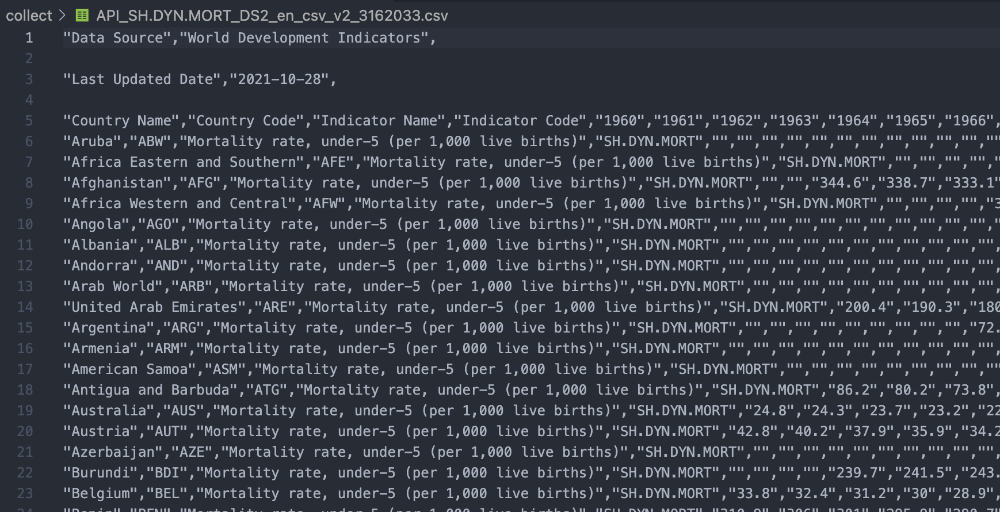 collect > API_SH.DYN.MORT_DS2_en_csv_v2_3162033.csv
1 "Data Source","World Development Indicators",
2
3 "Last Updated Date","2021-10-28",
4
5 "Country Name","Country Code","Indicator Name","Indicator Code","1960","1961","1962","1963","1964","1965","1966",
6 "Aruba","ABW","Mortality rate, under-5 (per 1,000 live births)","SH.DYN.MORT","","","","","","","","","","","",""
7 "Africa Eastern and Southern","AFE","Mortality rate, under-5 (per 1,000 live births)","SH.DYN.MORT","","","","","
8 "Afghanistan","AFG","Mortality rate, under-5 (per 1,000 live births)","SH.DYN.MORT","","","344.6","338.7","333.1"
9 "Africa Western and Central","AFW","Mortality rate, under-5 (per 1,000 live births)","SH.DYN.MORT","","","","","3
10 "Angola","AGO","Mortality rate, under-5 (per 1,000 live births)","SH.DYN.MORT","","","","","","","","","","","",
11 "Albania","ALB","Mortality rate, under-5 (per 1,000 live births)","SH.DYN.MORT","","","","","","","","","","","",
12 "Andorra","AND","Mortality rate, under-5 (per 1,000 live births)","SH.DYN.MORT","","","","","","","","","","",
13 "Arab World","ARB","Mortality rate, under-5 (per 1,000 live births)","SH.DYN.MORT","","","","","","","","","","",
14 "United Arab Emirates","ARE","Mortality rate, under-5 (per 1,000 live births)","SH.DYN.MORT","200.4","190.3","180
15 "Argentina","ARG","Mortality rate, under-5 (per 1,000 live births)","SH.DYN.MORT","","","","","","","","","","72.
16 "Armenia","ARM","Mortality rate, under-5 (per 1,000 live births)","SH.DYN.MORT","","","","","","","","","","",
17 "American Samoa","ASM","Mortality rate, under-5 (per 1,000 live births)","SH.DYN.MORT","","","","","","","","",""
18 "Antigua and Barbuda","ATG","Mortality rate, under-5 (per 1,000 live births)","SH.DYN.MORT","86.2","80.2","73.8",
19 "Australia","AUS","Mortality rate, under-5 (per 1,000 live births)","SH.DYN.MORT","24.8","24.3","23.7","23.2","22
20 "Austria","AUT","Mortality rate, under-5 (per 1,000 live births)","SH.DYN.MORT","42.8","40.2","37.9","35.9","34.2
21 "Azerbaijan","AZE","Mortality rate, under-5 (per 1,000 live births)","SH.DYN.MORT","","","","","","","","","","",
22 "Burundi","BDI","Mortality rate, under-5 (per 1,000 live births)","SH.DYN.MORT","","","","","239.7","241.5","243.
23 "Belgium","BEL","Mortality rate, under-5 (per 1,000 live births)","SH.DYN.MORT","33.8","32.4","31.2","30","28.9",